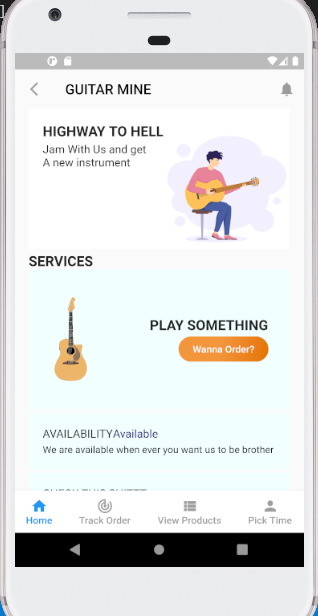 GUITAR MINE
HIGHWAY TO HELL
Jam With Us and get
A new instrument
SERVICES
PLAY SOMETHING
Wanna Order?
AVAILABILITYAvailable
We are available when ever you want us to be brother
Home
Track Order
View Products
Pick Time